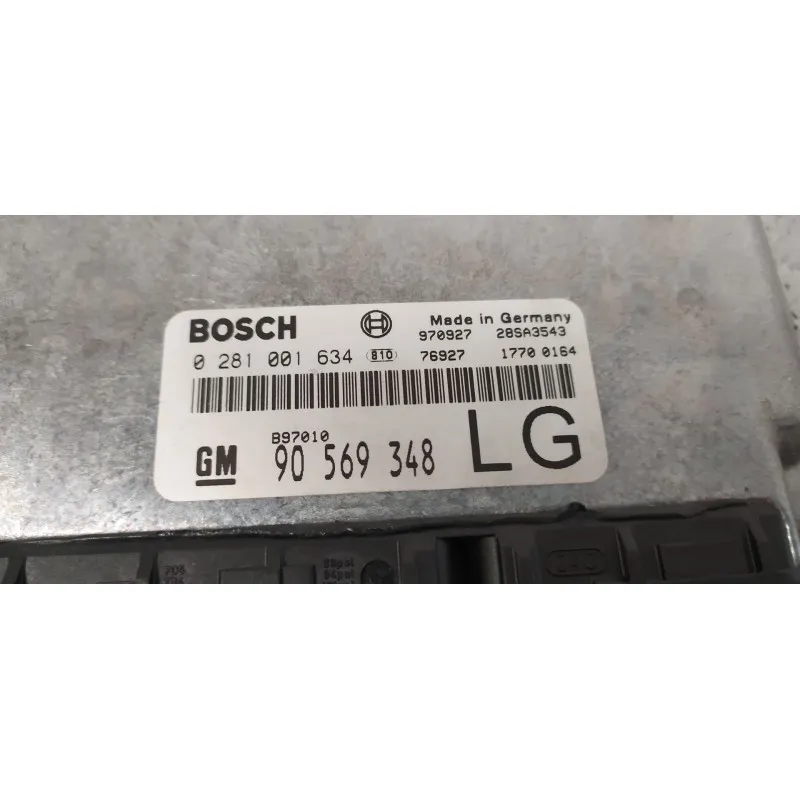 BOSCH Made in Germany
970927 28SA3543
0 281 001 634 810 76927 1770 0164
B97010
GM 90 569 348 LG